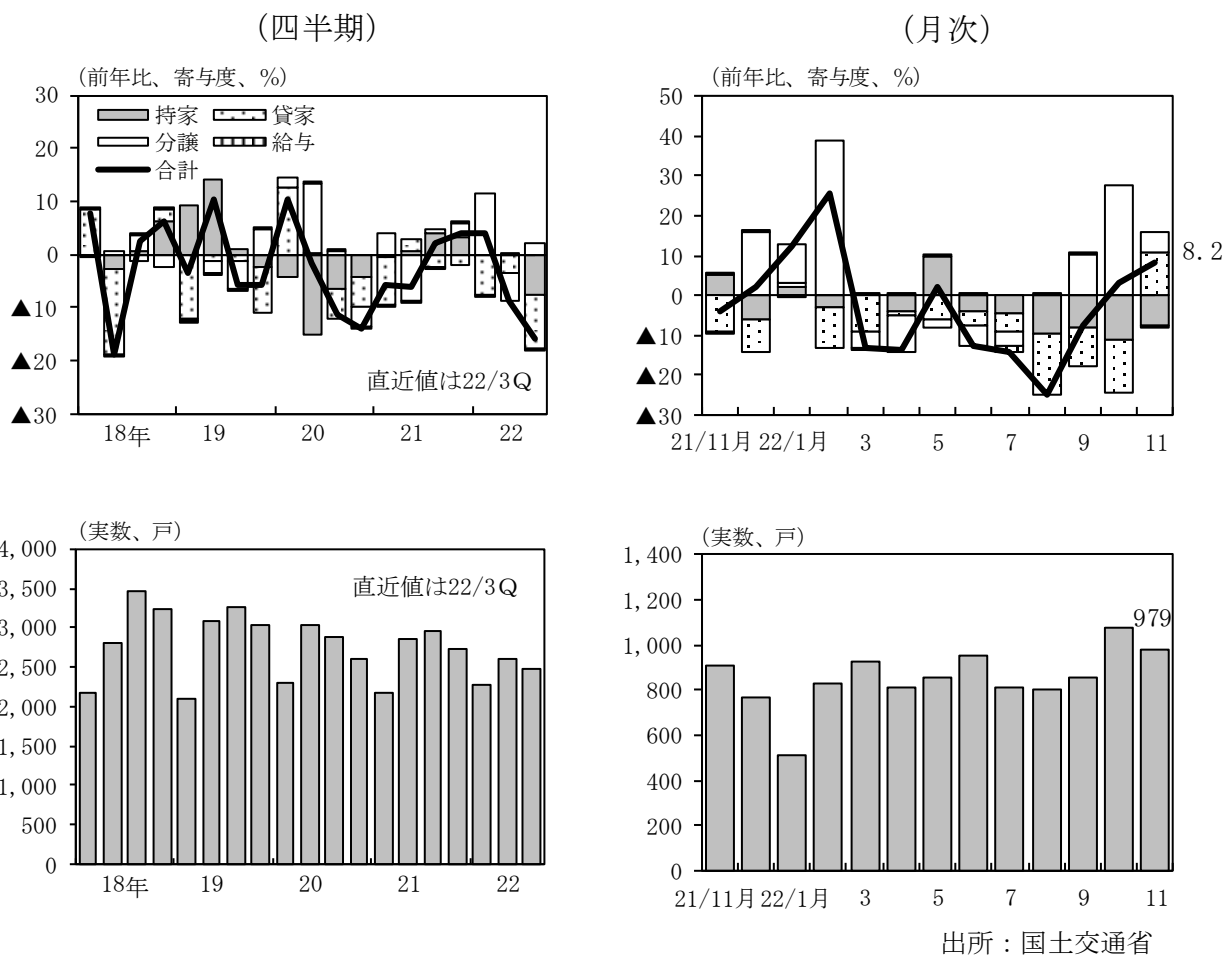 (四半期)
(月次)
(前年比、寄与度、%)
30
20
10
0
▲10
▲20
▲30
持家
貸家
分譲
給与
合計
直近値は22/3Q
18年 19 20 21 22
(前年比、寄与度、%)
50
40
30
20
10
0
▲10
▲20
▲30
8.2
21/11月 22/1月 3 5 7 9 11
(実数、戸)
4,000
3,500
3,000
2,500
2,000
1,500
1,000
500
0
直近値は22/3Q
18年 19 20 21 22
(実数、戸)
1,400
1,200
1,000
800
600
400
200
0
979
21/11月 22/1月 3 5 7 9 11
出所：国土交通省